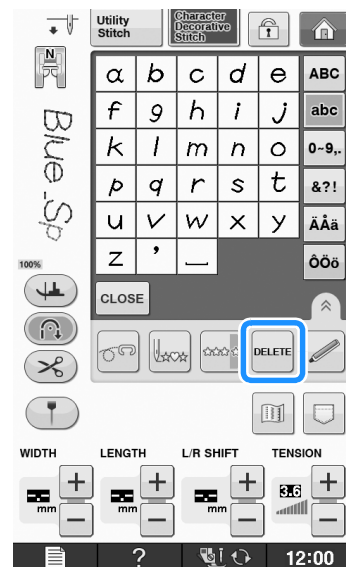 Utility
Stitch
Character
Decorative
Stitch
N
Blue_Sp
100%
a b c d e
f g h i j
k l m n o
p q r s t
u v w x y
z ' _
ABC
abc
0~9,.
&?!
ÄÅä
ÔÖö
CLOSE
DELETE
WIDTH LENGTH L/R SHIFT TENSION
--.- mm --.- mm --.- mm 3.6
+ + + +
− − − −
? 12:00